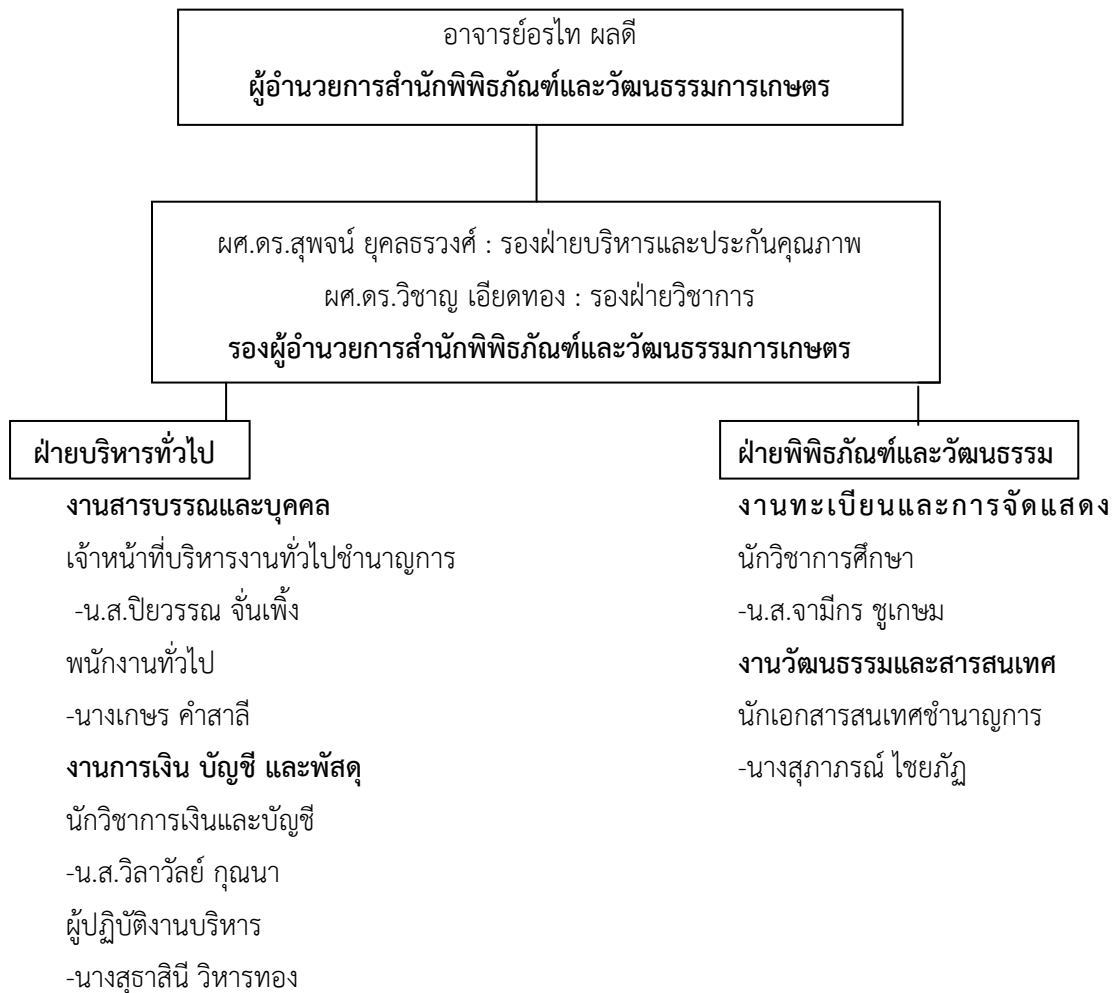 อาจารย์อรไท ผลดี
ผู้อำนวยการสำนักพิพิธภัณฑ์และวัฒนธรรมการเกษตร
ผศ.ดร.สุพจน์ ยุคลธรวงศ์ : รองฝ่ายบริหารและประกันคุณภาพ
ผศ.ดร.วิชาญ เอียดทอง : รองฝ่ายวิชาการ
รองผู้อำนวยการสำนักพิพิธภัณฑ์และวัฒนธรรมการเกษตร
ฝ่ายบริหารทั่วไป
งานสารบรรณและบุคคล
เจ้าหน้าที่บริหารงานทั่วไปชำนาญการ
-น.ส.ปิยวรรณ จั่นเพิ้ง
พนักงานทั่วไป
-นางเกษร คำสาลี
งานการเงิน บัญชี และพัสดุ
นักวิชาการเงินและบัญชี
-น.ส.วิลาวัลย์ กุณนา
ผู้ปฏิบัติงานบริหาร
-นางสุธาสินี วิหารทอง
ฝ่ายพิพิธภัณฑ์และวัฒนธรรม
งานทะเบียนและการจัดแสดง
นักวิชาการศึกษา
-น.ส.จามีกร ชูเกษม
งานวัฒนธรรมและสารสนเทศ
นักเอกสารสนเทศชำนาญการ
-นางสุภาภรณ์ ไชยภัฏ